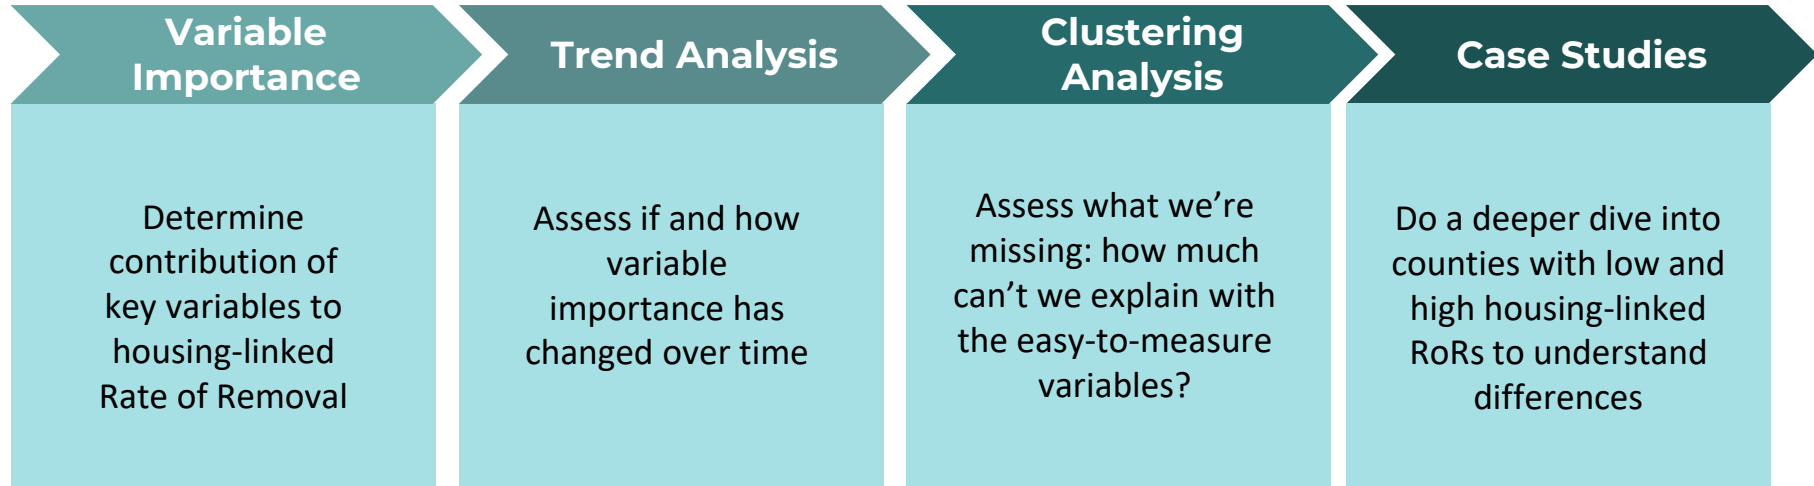 Variable
Importance
Determine
contribution of
key variables to
housing-linked
Rate of Removal
Trend Analysis
Assess if and how
variable
importance has
changed over time
Clustering
Analysis
Assess what we’re
missing: how much
can’t we explain with
the easy-to-measure
variables?
Case Studies
Do a deeper dive into
counties with low and
high housing-linked
RoRs to understand
differences